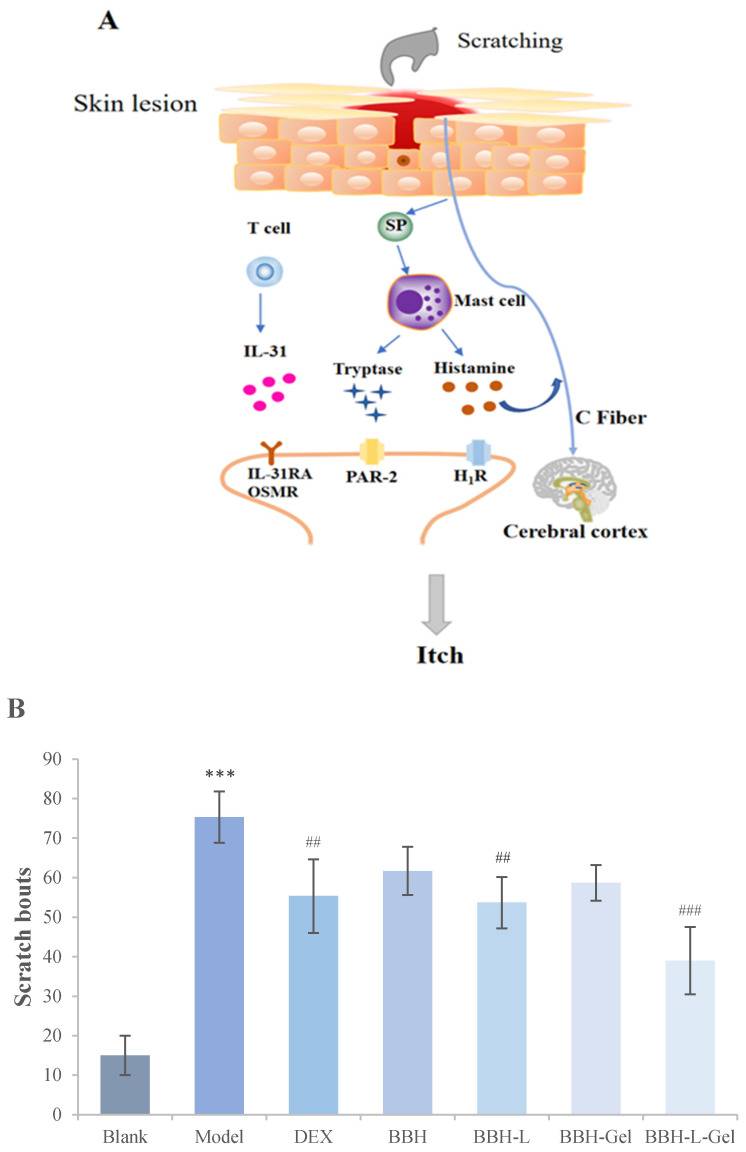 A
Scratching
Skin lesion
T cell
SP
Mast cell
IL-31
Tryptase
Histamine
C Fiber
IL-31RA
OSMR
PAR-2
H₁R
Cerebral cortex
Itch
B
Scratch bouts
90
80
70
60
50
40
30
20
10
0
***
##
##
###
Blank
Model
DEX
BBH
BBH-L
BBH-Gel
BBH-L-Gel